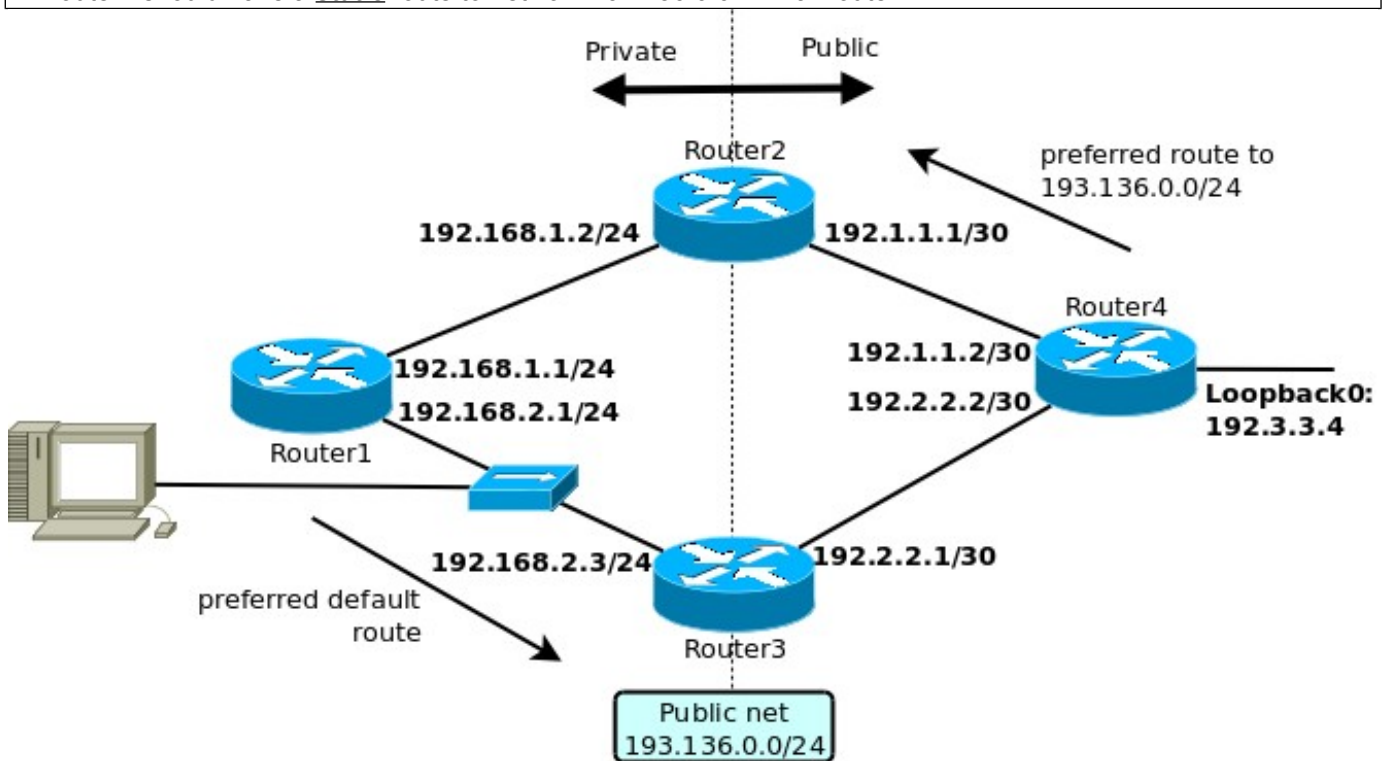 Private
Public
Router2
preferred route to
193.136.0.0/24
192.168.1.2/24
192.1.1.1/30
Router4
192.168.1.1/24
192.1.1.2/30
192.168.2.1/24
192.2.2.2/30
Loopback0:
192.3.3.4
Router1
192.168.2.3/24
192.2.2.1/30
preferred default
route
Router3
Public net
193.136.0.0/24